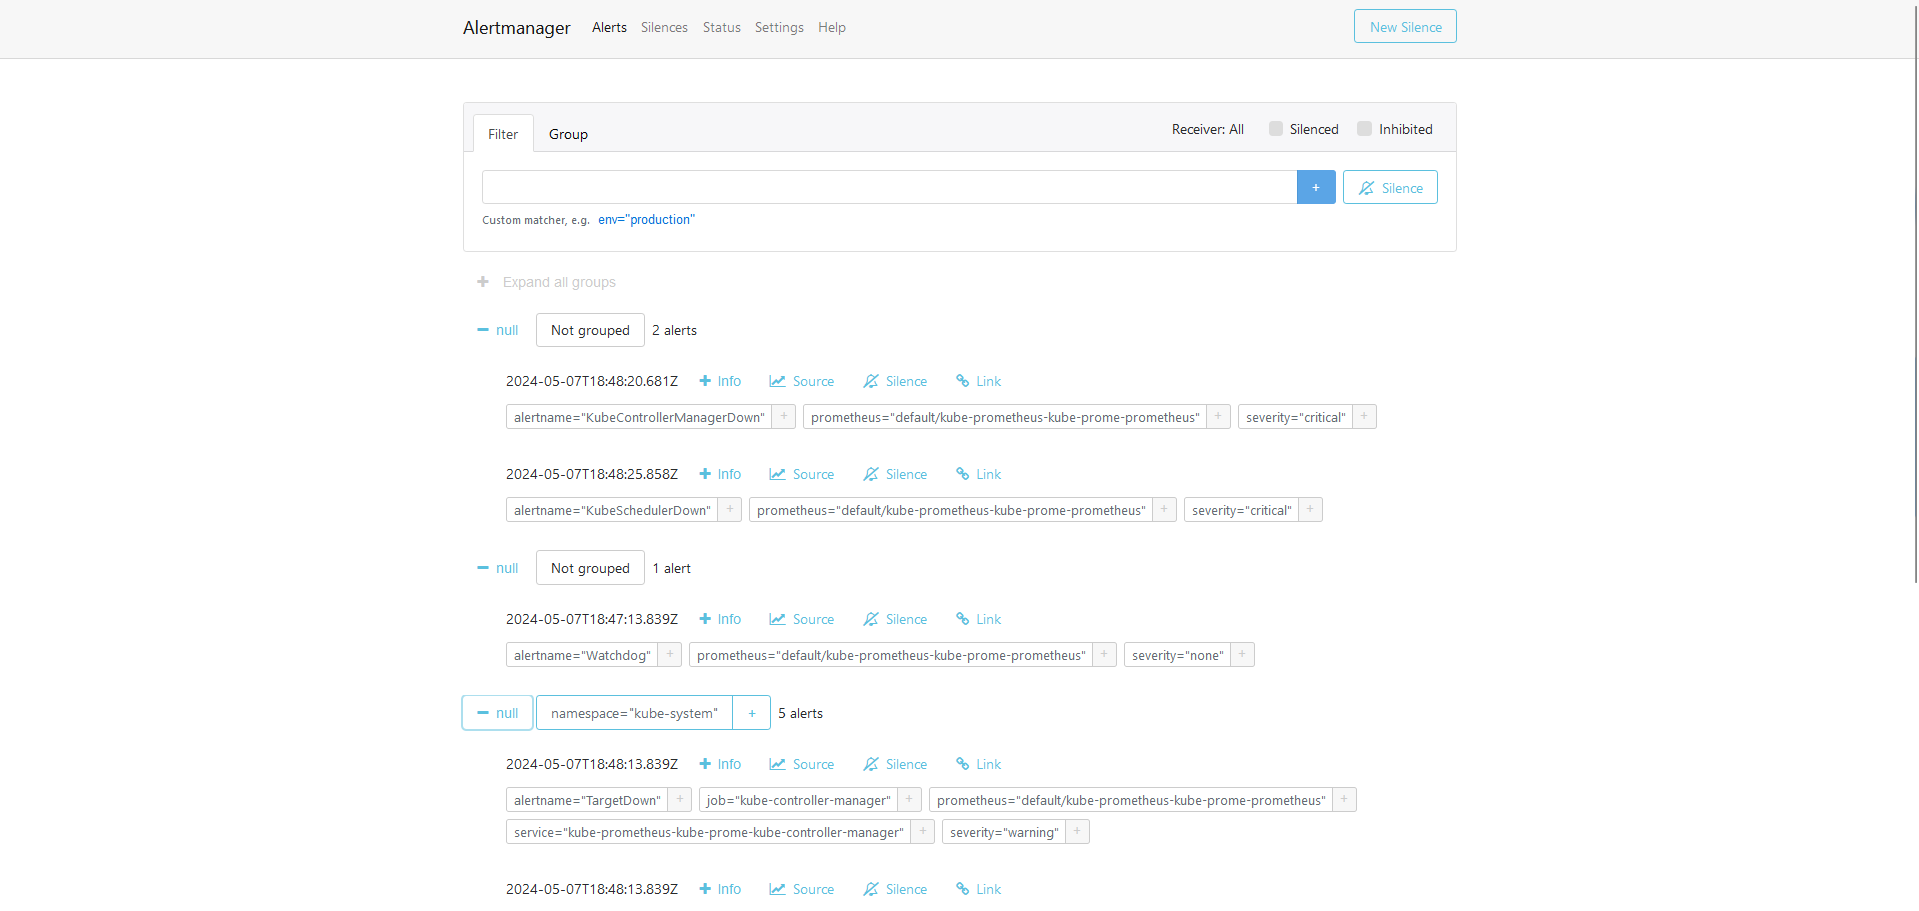 Alertmanager Alerts Silences Status Settings Help New Silence
Filter Group Receiver: All Silenced Inhibited
+ Silence
Custom matcher, e.g. env="production"
+ Expand all groups
− null Not grouped 2 alerts
2024-05-07T18:48:20.681Z + Info Source Silence Link
alertname="KubeControllerManagerDown" + prometheus="default/kube-prometheus-kube-prome-prometheus" + severity="critical" +
2024-05-07T18:48:25.858Z + Info Source Silence Link
alertname="KubeSchedulerDown" + prometheus="default/kube-prometheus-kube-prome-prometheus" + severity="critical" +
− null Not grouped 1 alert
2024-05-07T18:47:13.839Z + Info Source Silence Link
alertname="Watchdog" + prometheus="default/kube-prometheus-kube-prome-prometheus" + severity="none" +
− null namespace="kube-system" + 5 alerts
2024-05-07T18:48:13.839Z + Info Source Silence Link
alertname="TargetDown" + job="kube-controller-manager" + prometheus="default/kube-prometheus-kube-prome-prometheus" +
service="kube-prometheus-kube-prome-kube-controller-manager" + severity="warning" +
2024-05-07T18:48:13.839Z + Info Source Silence Link